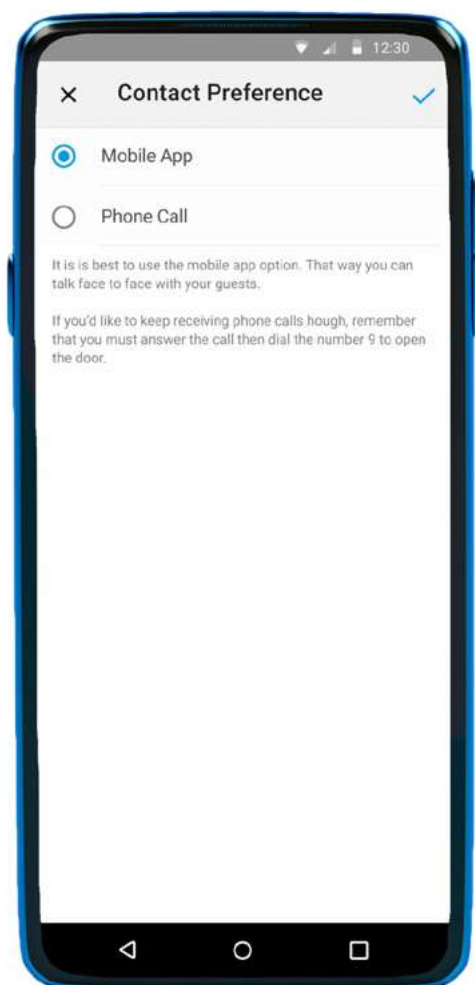 12:30
Contact Preference
Mobile App
Phone Call
It is is best to use the mobile app option. That way you can
talk face to face with your guests.
If you'd like to keep receiving phone calls hough, remember
that you must answer the call then dial the number 9 to open
the door.